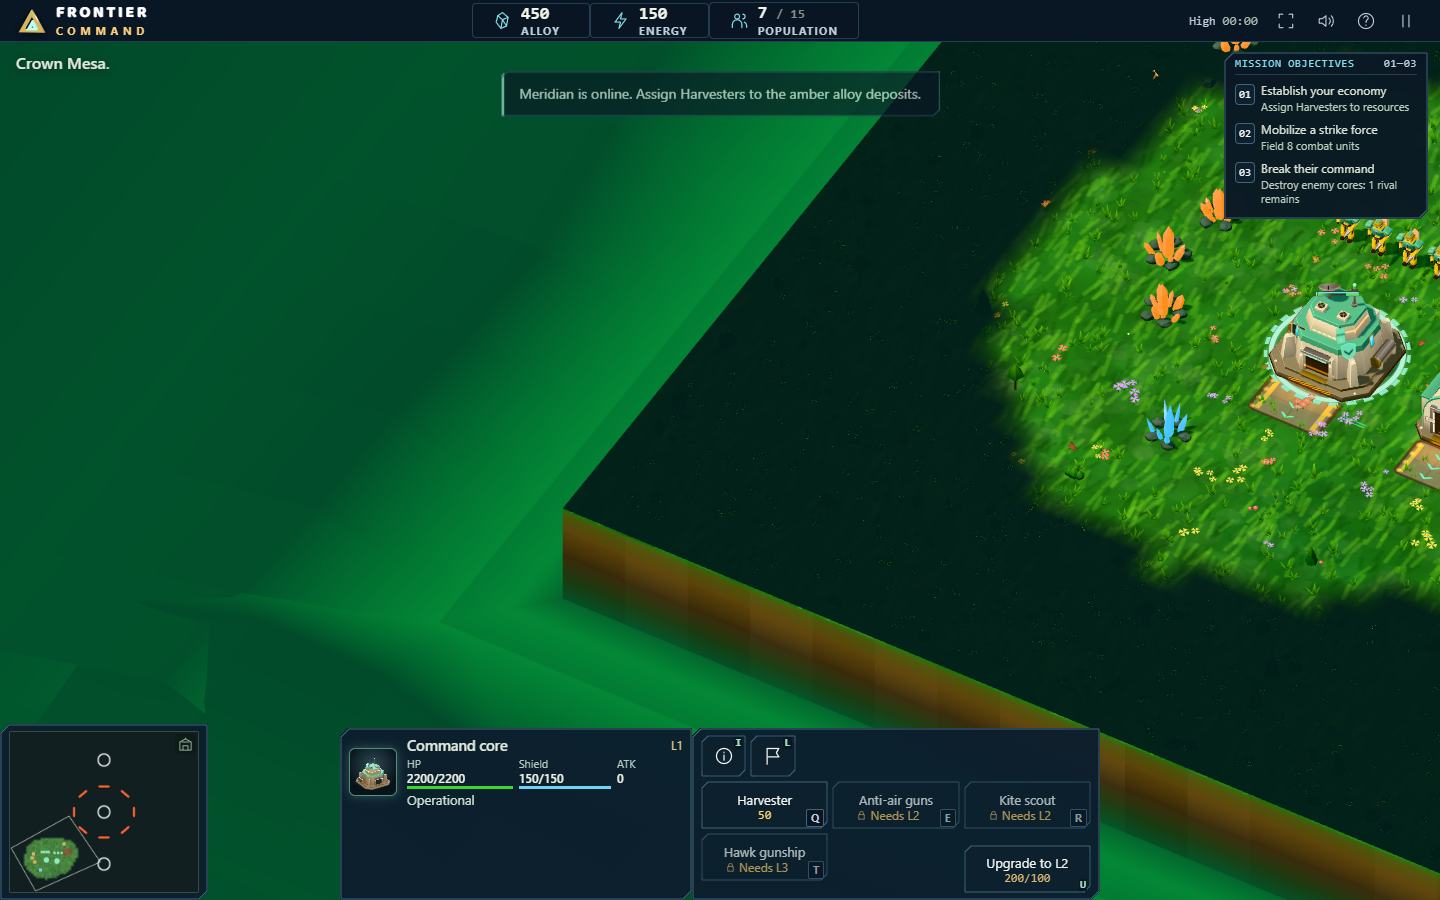 FRONTIER
COMMAND
450
ALLOY
150
ENERGY
7 / 15
POPULATION
High 00:00
Crown Mesa.
Meridian is online. Assign Harvesters to the amber alloy deposits.
MISSION OBJECTIVES 01—03
01 Establish your economy
Assign Harvesters to resources
02 Mobilize a strike force
Field 8 combat units
03 Break their command
Destroy enemy cores: 1 rival
remains
Command core L1
HP Shield ATK
2200/2200 150/150 0
Operational
I L
Harvester
50 Q
Anti-air guns
Needs L2 E
Kite scout
Needs L2 R
Hawk gunship
Needs L3 T
Upgrade to L2
200/100 U